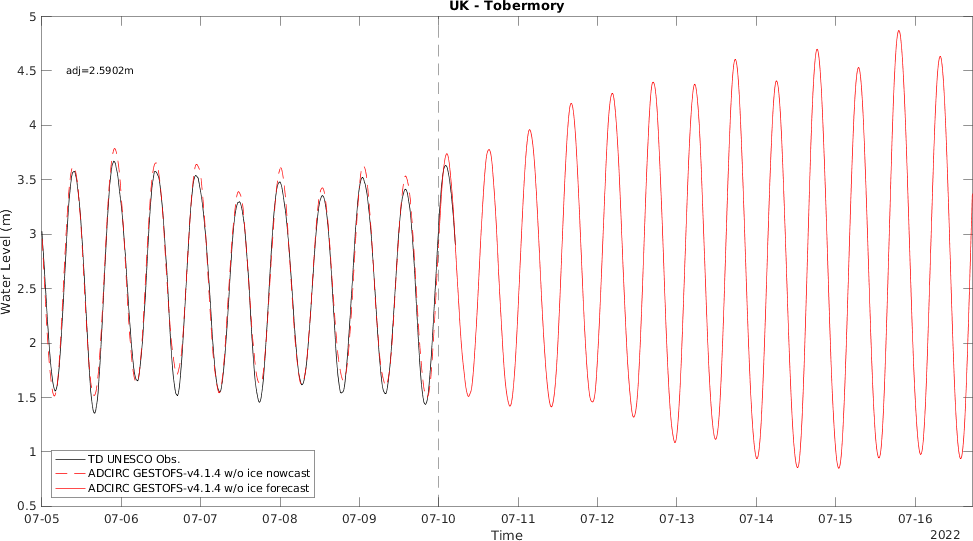 UK - Tobermory
5
4.5
4
3.5
3
2.5
2
1.5
1
0.5
Water Level (m)
adj=2.5902m
TD UNESCO Obs.
ADCIRC GESTOFS-v4.1.4 w/o ice nowcast
ADCIRC GESTOFS-v4.1.4 w/o ice forecast
07-05 07-06 07-07 07-08 07-09 07-10 07-11 07-12 07-13 07-14 07-15 07-16
Time
2022